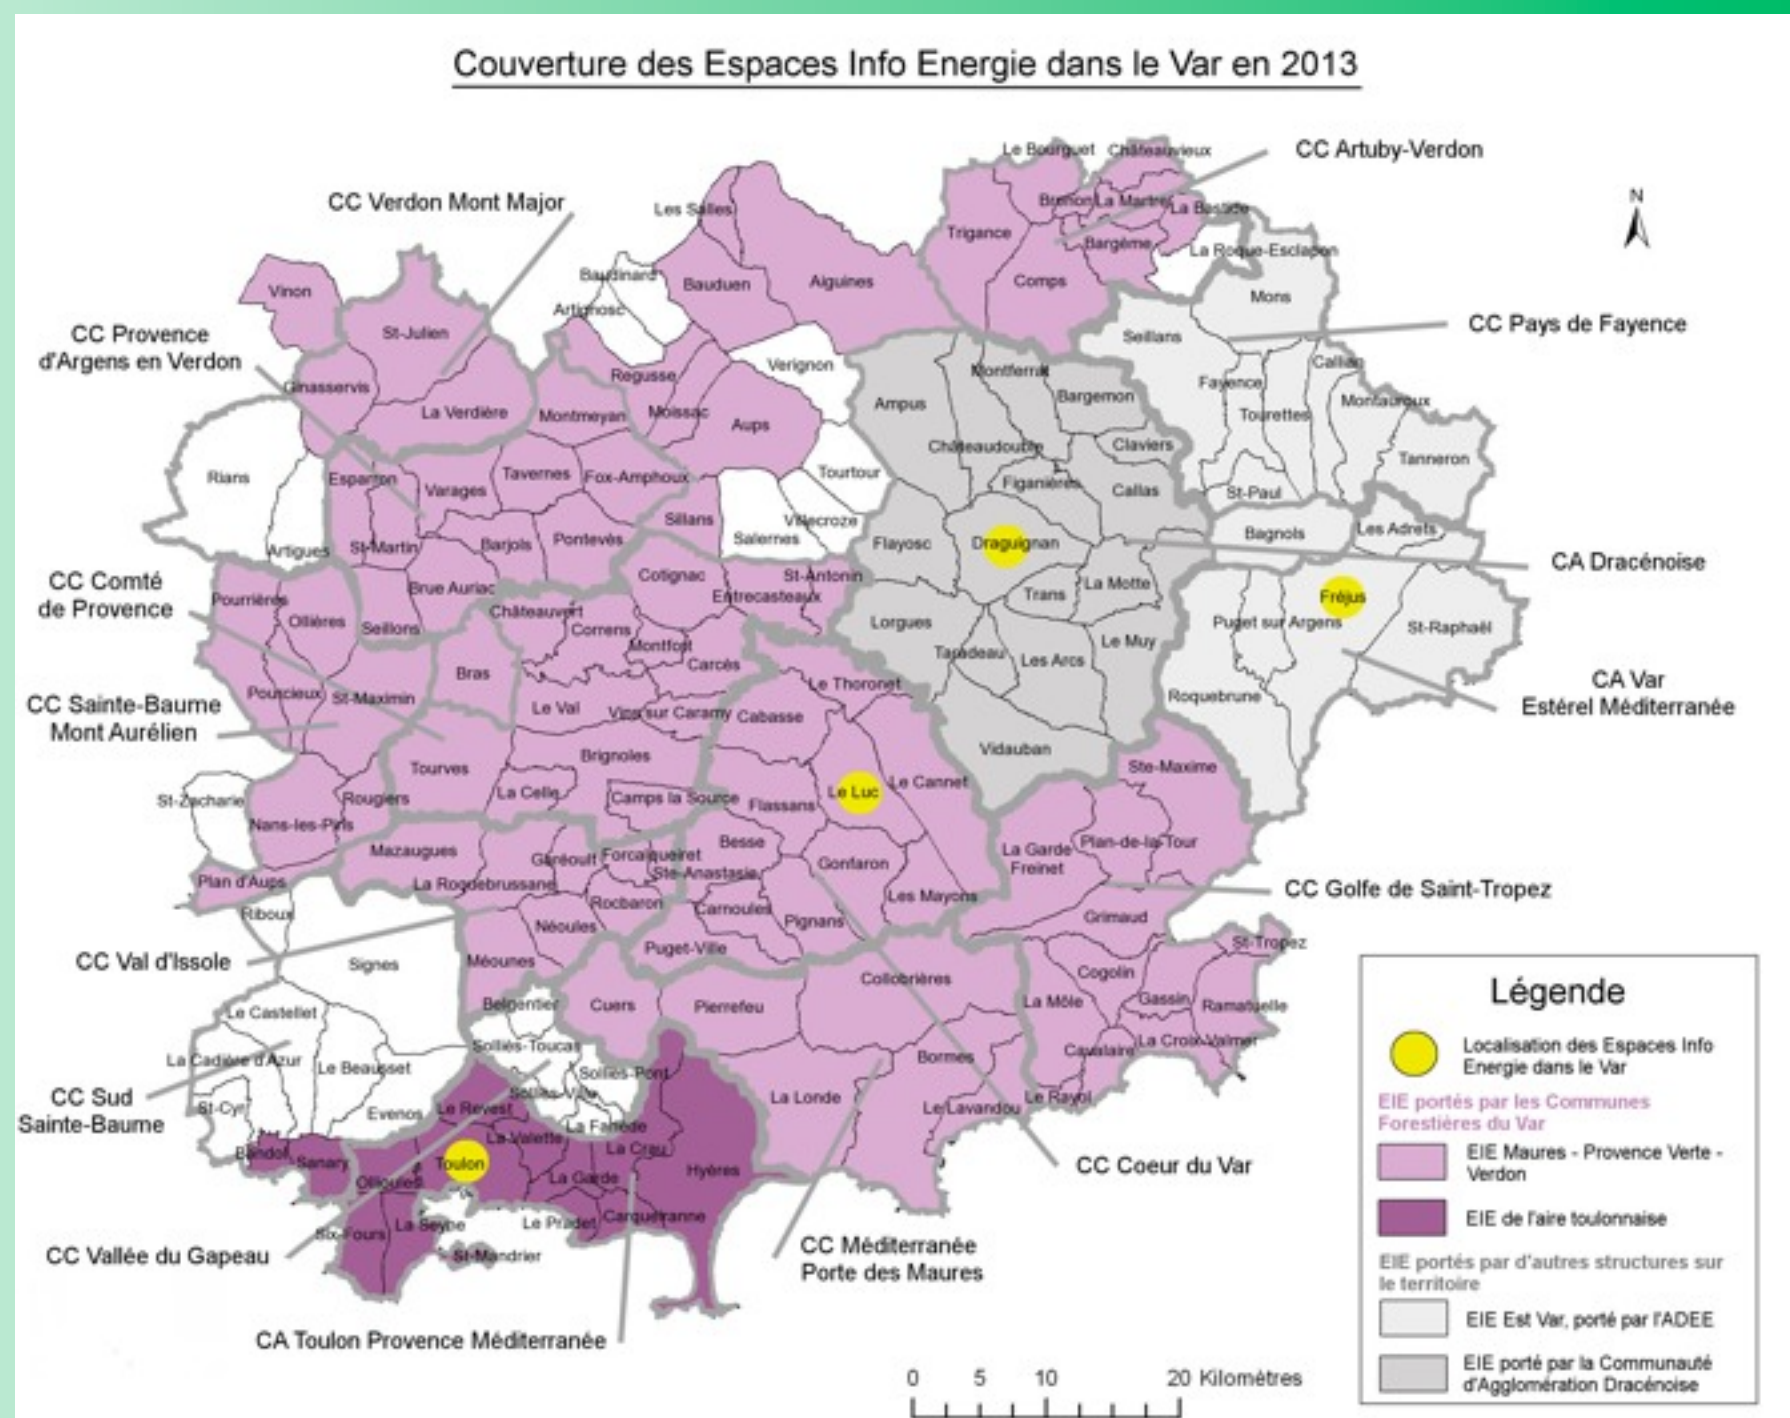 Couverture des Espaces Info Energie dans le Var en 2013
CC Artuby-Verdon
CC Verdon Mont Major
N
CC Provence
d'Argens en Verdon
CC Pays de Fayence
CC Comté
de Provence
CA Dracénoise
CC Sainte-Baume
Mont Aurélien
CA Var
Estérel Méditerranée
CC Golfe de Saint-Tropez
CC Val d'Issole
CC Sud
Sainte-Baume
CC Coeur du Var
CC Vallée du Gapeau
CC Méditerranée
Porte des Maures
CA Toulon Provence Méditerranée
Le Bourguet
Châteauvieux
Les Salles
Brenon
La Martre
La Bastide
Trigance
Bargème
La Roque-Esclapon
Vinon
Baudinard
Bauduen
Aiguines
Comps
Mons
Artignosc
St-Julien
Seillans
Verignon
Callian
Ginasservis
Regusse
Montferrat
Fayence
La Verdière
Montmeyan
Moissac
Aups
Ampus
Bargemon
Tourettes
Montauroux
Châteaudouble
Claviers
Tanneron
Rians
Esparron
Varages
Tavernes
Fox-Amphoux
Tourtour
Figanières
Callas
St-Paul
Sillans
Villecroze
Salernes
Artigues
St-Martin
Barjols
Pontevès
Flayosc
Draguignan
Bagnols
Les Adrets
Cotignac
St-Antonin
Entrecasteaux
Brue Auriac
Pourrières
Ollières
Seillons
Châteauvert
Correns
Trans
La Motte
Fréjus
Puget sur Argens
St-Raphaël
Lorgues
Montfort
Carcès
Le Muy
Taradeau
Les Arcs
Bras
Pouscieux
St-Maximin
Le Thoronet
Roquebrune
Le Val
Vins sur Caramy
Cabasse
Vidauban
Brignoles
Tourves
Ste-Maxime
Le Cannet
St-Zacharie
Rougiers
La Celle
Camps la Source
Flassans
Le Luc
Nans-les-Pins
Besse
Plan-de-la-Tour
La Garde
Freinet
Mazaugues
Garéoult
Forcalqueiret
Ste-Anastasie
Gonfaron
Plan d'Aups
La Roquebrussane
Les Mayons
Riboux
Rocbaron
Carnoules
Pignans
Grimaud
Néoules
Puget-Ville
St-Tropez
Signes
Méounes
Collobrières
Cogolin
Belgentier
Cuers
Pierrefeu
La Môle
Gassin
Ramatuelle
Le Castellet
Solliès-Toucas
La Croix-Valmer
La Cadière d'Azur
Le Beausset
Bormes
Cavalaire
Solliès-Pont
Solliès-Ville
St-Cyr
Evenos
Le Revest
La Londe
Le Lavandou
Le Rayol
La Farlède
Bandol
Sanary
La Valette
La Crau
Toulon
Ollioules
La Garde
Hyères
Six-Fours
La Seyne
Le Pradet
Carqueiranne
St-Mandrier
Légende
Localisation des Espaces Info
Energie dans le Var
EIE portés par les Communes
Forestières du Var
EIE Maures - Provence Verte -
Verdon
EIE de l'aire toulonnaise
EIE portés par d'autres structures sur
le territoire
EIE Est Var, porté par l'ADEE
EIE porté par la Communauté
d'Agglomération Dracénoise
0 5 10 20 Kilomètres